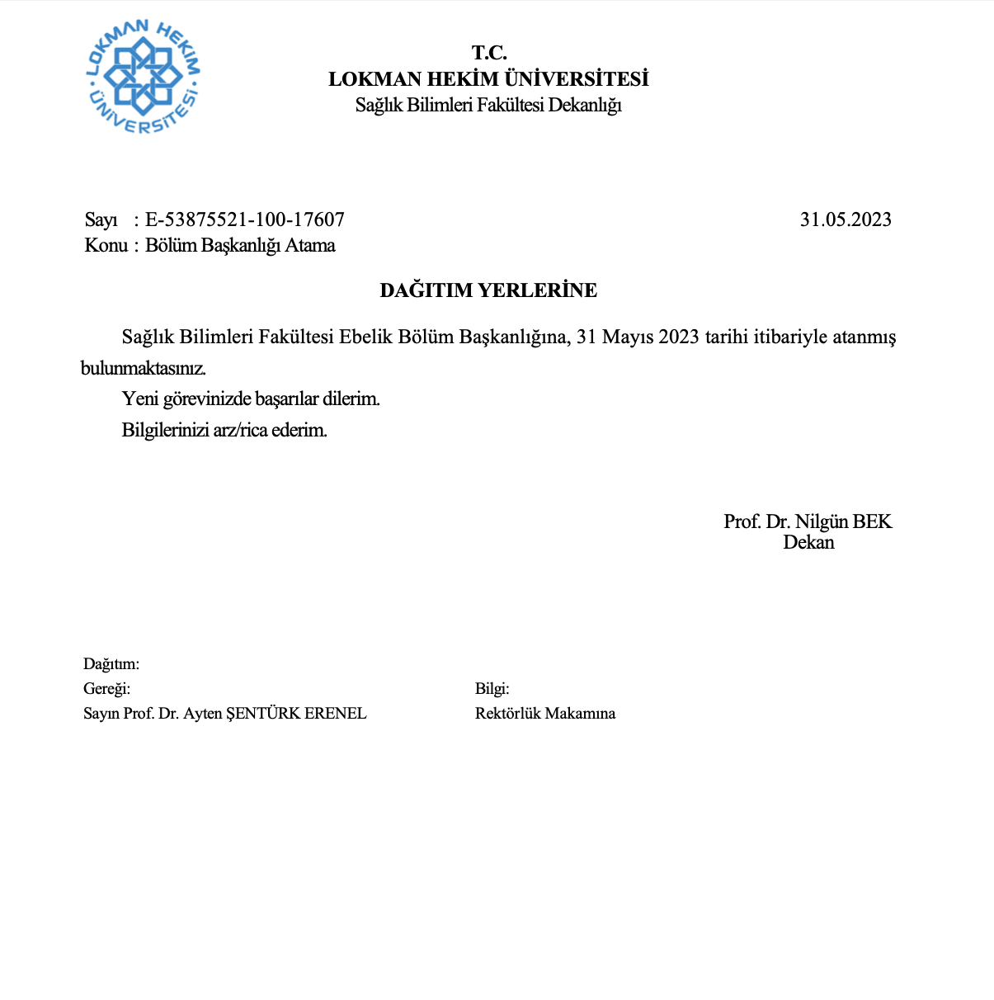 LOKMAN HEKİM
ÜNİVERSİTESİ
T.C.
LOKMAN HEKİM ÜNİVERSİTESİ
Sağlık Bilimleri Fakültesi Dekanlığı
Sayı : E-53875521-100-17607 31.05.2023
Konu : Bölüm Başkanlığı Atama
DAĞITIM YERLERİNE
Sağlık Bilimleri Fakültesi Ebelik Bölüm Başkanlığına, 31 Mayıs 2023 tarihi itibariyle atanmış
bulunmaktasınız.
Yeni görevinizde başarılar dilerim.
Bilgilerinizi arz/rica ederim.
Prof. Dr. Nilgün BEK
Dekan
Dağıtım:
Gereği: Bilgi:
Sayın Prof. Dr. Ayten ŞENTÜRK ERENEL Rektörlük Makamına